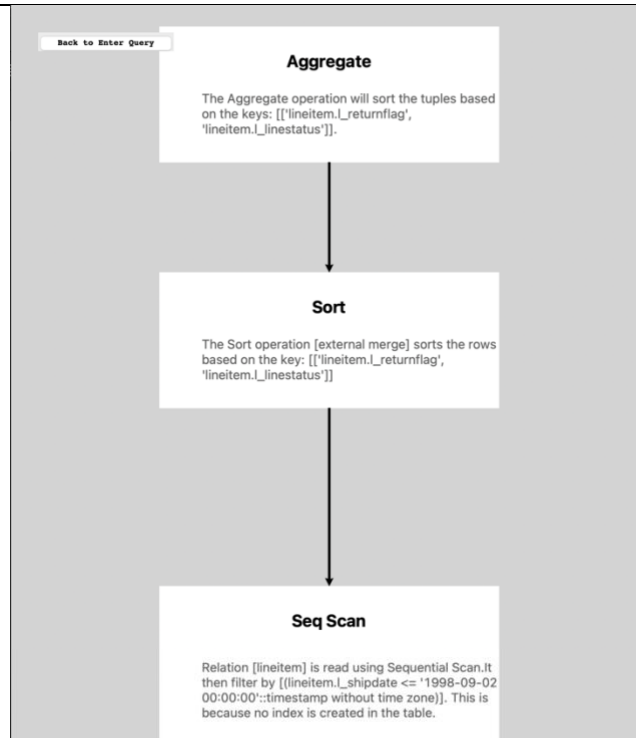 Back to Enter Query
Aggregate
The Aggregate operation will sort the tuples based
on the keys: [['lineitem.l_returnflag',
'lineitem.l_linestatus']].
Sort
The Sort operation [external merge] sorts the rows
based on the key: [['lineitem.l_returnflag',
'lineitem.l_linestatus']]
Seq Scan
Relation [lineitem] is read using Sequential Scan.It
then filter by [(lineitem.l_shipdate <= '1998-09-02
00:00:00'::timestamp without time zone)]. This is
because no index is created in the table.